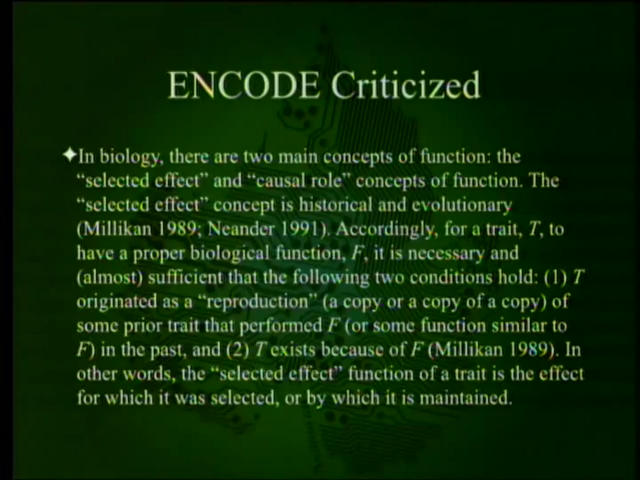 ENCODE Criticized
✦In biology, there are two main concepts of function: the
"selected effect" and "causal role" concepts of function. The
"selected effect" concept is historical and evolutionary
(Millikan 1989; Neander 1991). Accordingly, for a trait, T, to
have a proper biological function, F, it is necessary and
(almost) sufficient that the following two conditions hold: (1) T
originated as a "reproduction" (a copy or a copy of a copy) of
some prior trait that performed F (or some function similar to
F) in the past, and (2) T exists because of F (Millikan 1989). In
other words, the "selected effect" function of a trait is the effect
for which it was selected, or by which it is maintained.